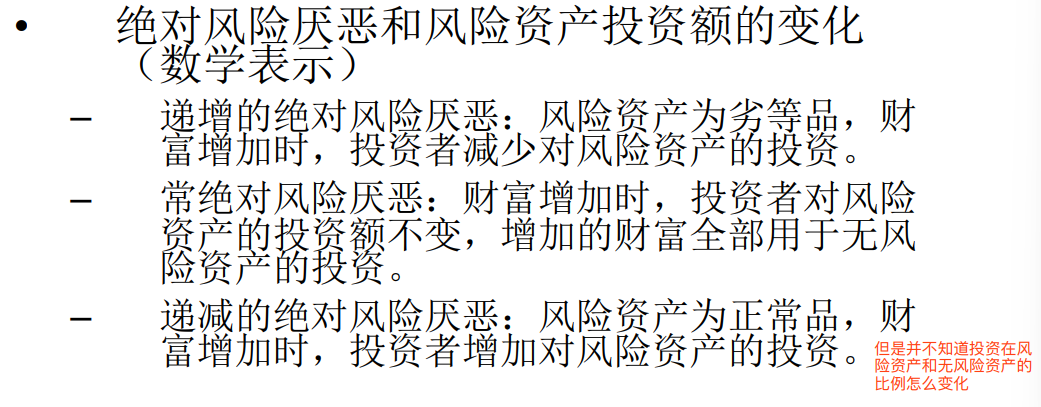 • 绝对风险厌恶和风险资产投资额的变化
（数学表示）
– 递增的绝对风险厌恶：风险资产为劣等品，财
富增加时，投资者减少对风险资产的投资。
– 常绝对风险厌恶：财富增加时，投资者对风险
资产的投资额不变，增加的财富全部用于无风
险资产的投资。
– 递减的绝对风险厌恶：风险资产为正常品，财
富增加时，投资者增加对风险资产的投资。
但是并不知道投资在风
险资产和无风险资产的
比例怎么变化